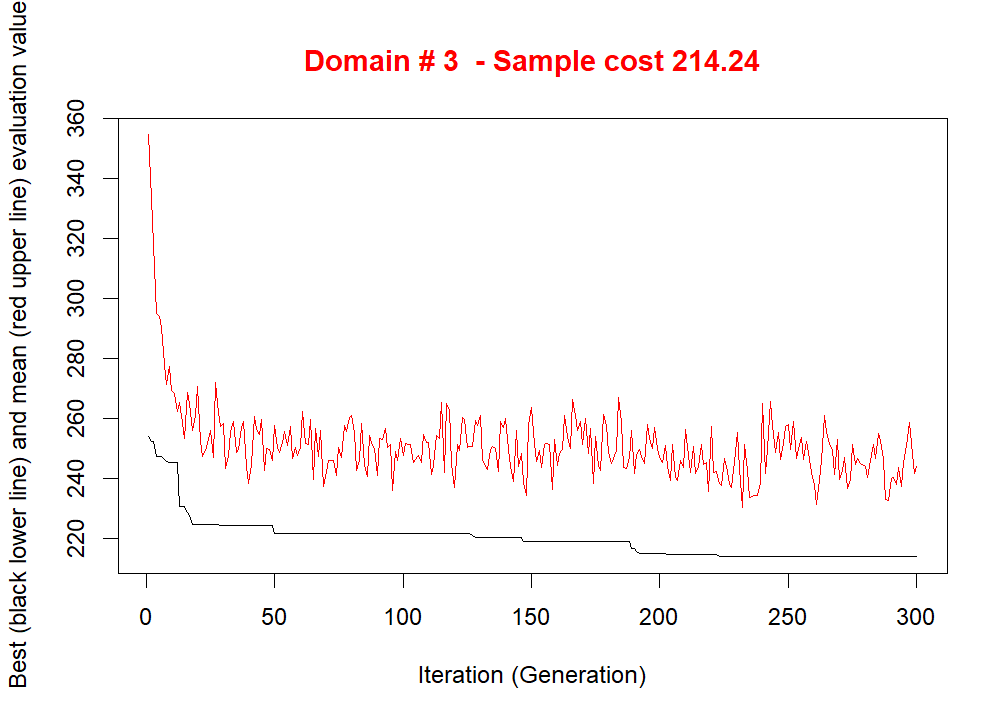 Domain # 3  - Sample cost 214.24
Best (black lower line) and mean (red upper line) evaluation value
360
340
320
300
280
260
240
220
0 50 100 150 200 250 300
Iteration (Generation)